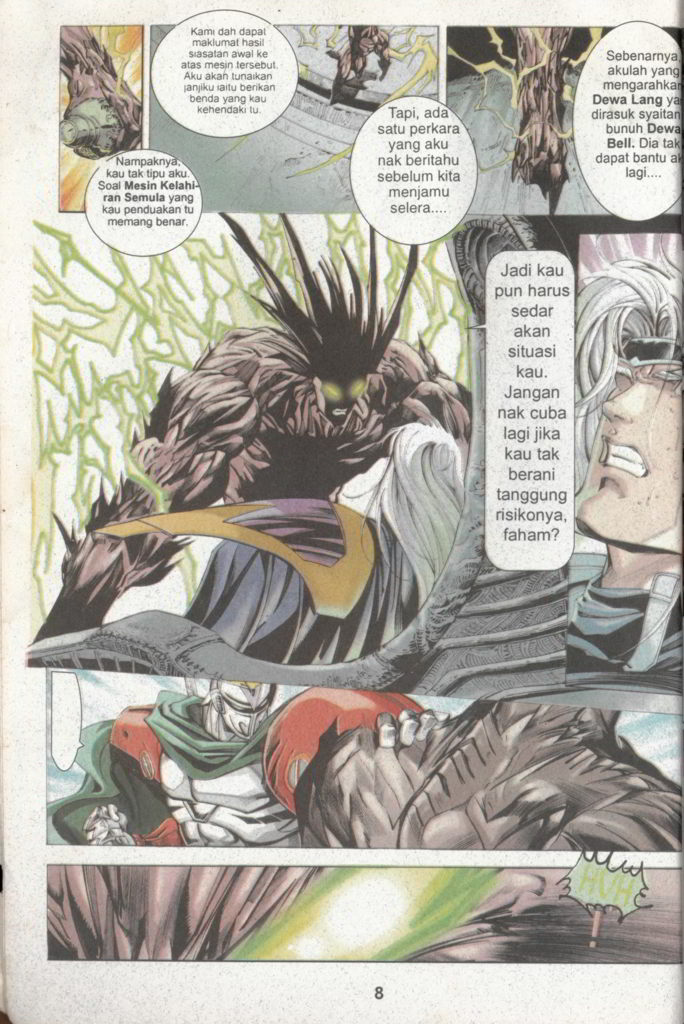 Nampaknya,
kau tak tipu aku.
Soal Mesin Kelahi-
ran Semula yang
kau penduakan tu
memang benar.
Kami dah dapat
maklumat hasil
siasatan awal ke
atas mesin tersebut.
Aku akan tunaikan
janjiku iaitu berikan
benda yang kau
kehendaki tu.
Tapi, ada
satu perkara
yang aku
nak beritahu
sebelum kita
menjamu
selera....
Sebenarnya,
akulah yang
mengarahkan
Dewa Lang
dirasuk syaitan
bunuh Dewa
Bell. Dia tak
dapat bantu
lagi....
Jadi kau
pun harus
sedar
akan
situasi
kau.
Jangan
nak cuba
lagi jika
kau tak
berani
tanggung
risikonya,
faham?
HUH
!
8